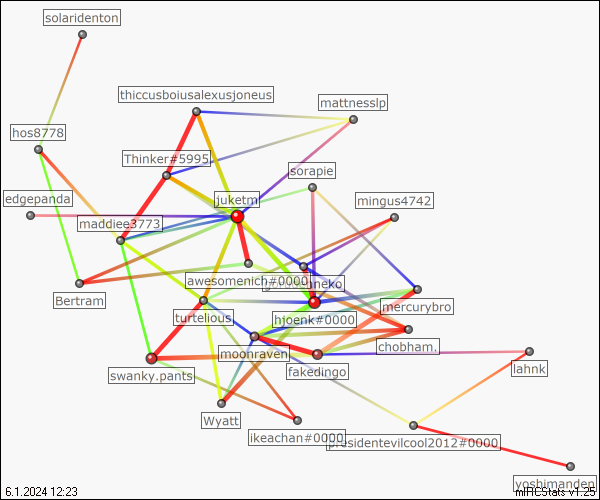 solaridenton
thiccusboiusalexusjoneus
mattnesslp
hos8778
Thinker#5995
sorapie
edgepanda
juketm
mingus4742
maddiee3773
awesomenich#0000
neko
Bertram
mercurybro
turtelious
hjoenk#0000
chobham,
moonraven
fakedingo
lahnk
swanky.pants
Wyatt
ikeachan#0000
presidentevilcool2012#0000
yoshimanden
6.1.2024 12:23
mIRCStats v1.25